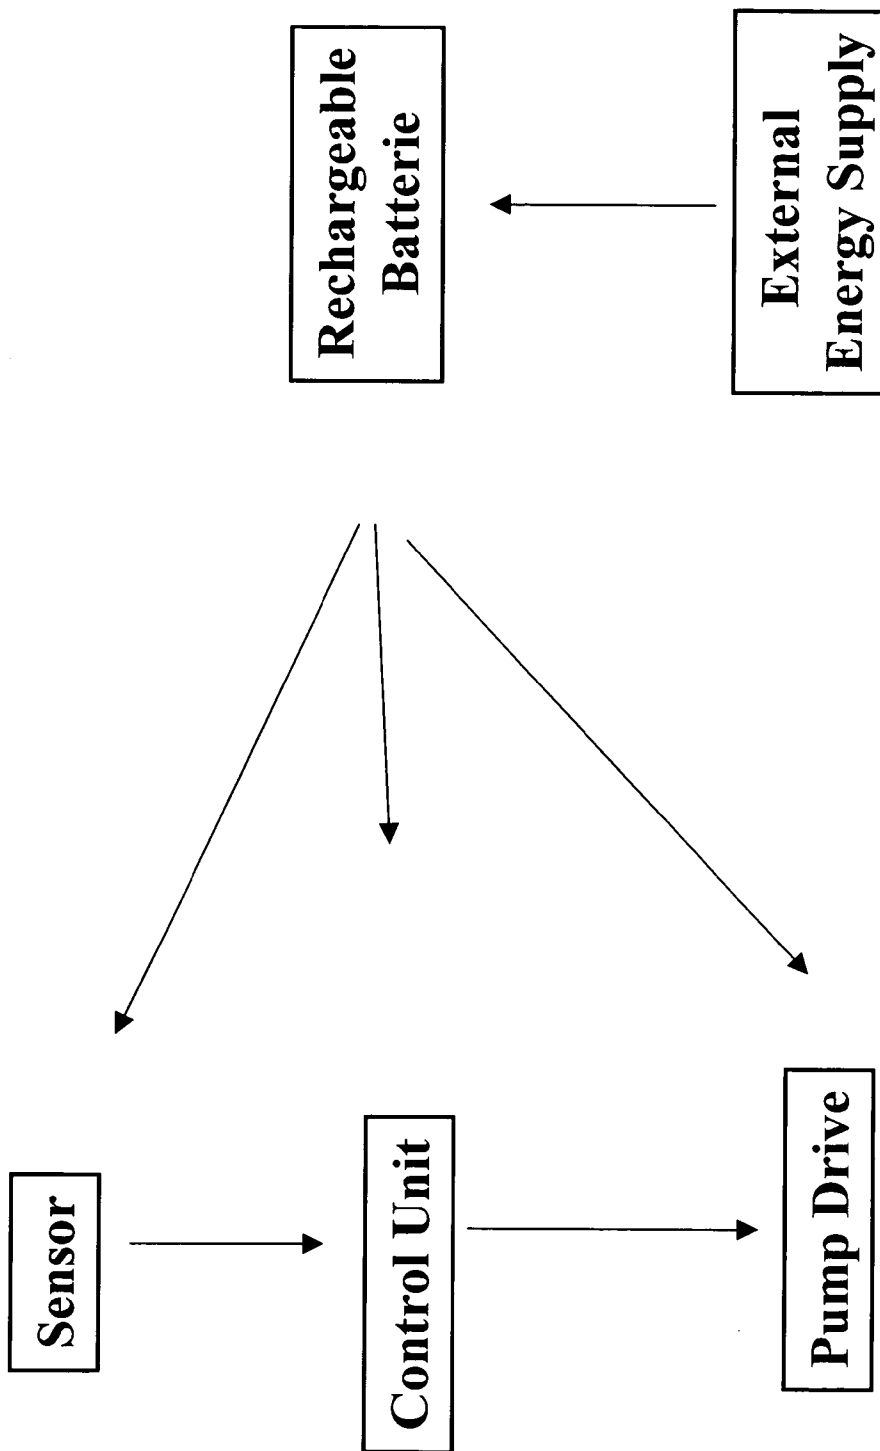 Sensor
Control Unit
Rechargeable
Batterie
Pump Drive
External
Energy Supply